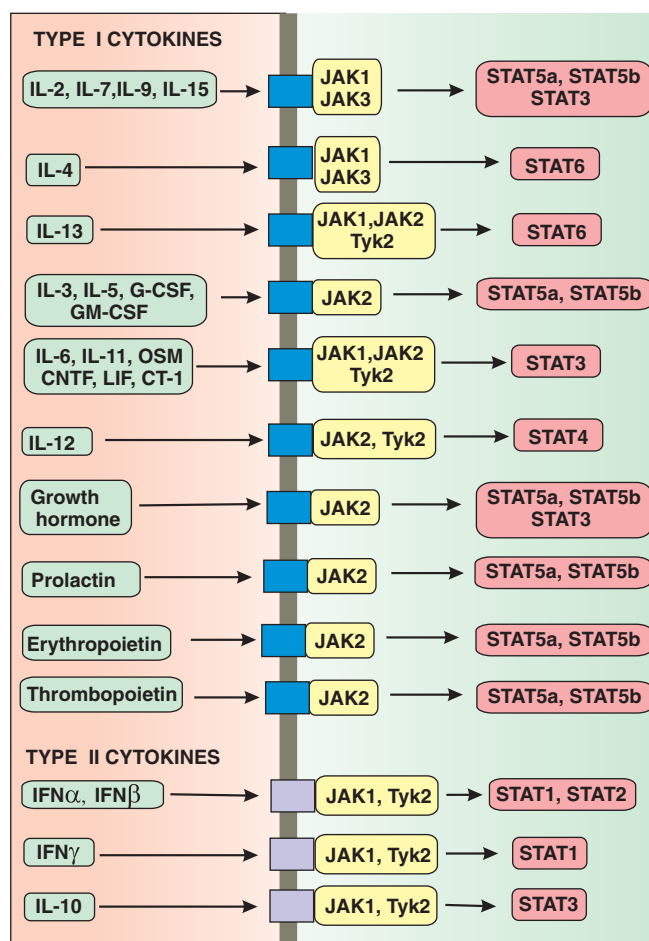 TYPE I CYTOKINES
IL-2, IL-7,IL-9, IL-15
JAK1
JAK3
STAT5a, STAT5b
STAT3
IL-4
JAK1
JAK3
STAT6
IL-13
JAK1,JAK2
Tyk2
STAT6
IL-3, IL-5, G-CSF,
GM-CSF
JAK2
STAT5a, STAT5b
IL-6, IL-11, OSM
CNTF, LIF, CT-1
JAK1,JAK2
Tyk2
STAT3
IL-12
JAK2, Tyk2
STAT4
Growth
hormone
JAK2
STAT5a, STAT5b
STAT3
Prolactin
JAK2
STAT5a, STAT5b
Erythropoietin
JAK2
STAT5a, STAT5b
Thrombopoietin
JAK2
STAT5a, STAT5b
TYPE II CYTOKINES
IFNα, IFNβ
JAK1, Tyk2
STAT1, STAT2
IFNγ
JAK1, Tyk2
STAT1
IL-10
JAK1, Tyk2
STAT3